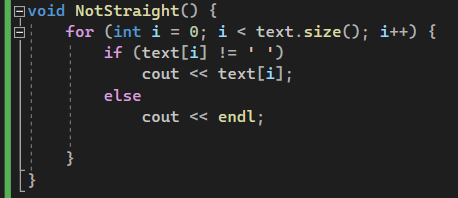 void NotStraight() {
    for (int i = 0; i < text.size(); i++) {
        if (text[i] != ' ')
            cout << text[i];
        else
            cout << endl;

    }
}